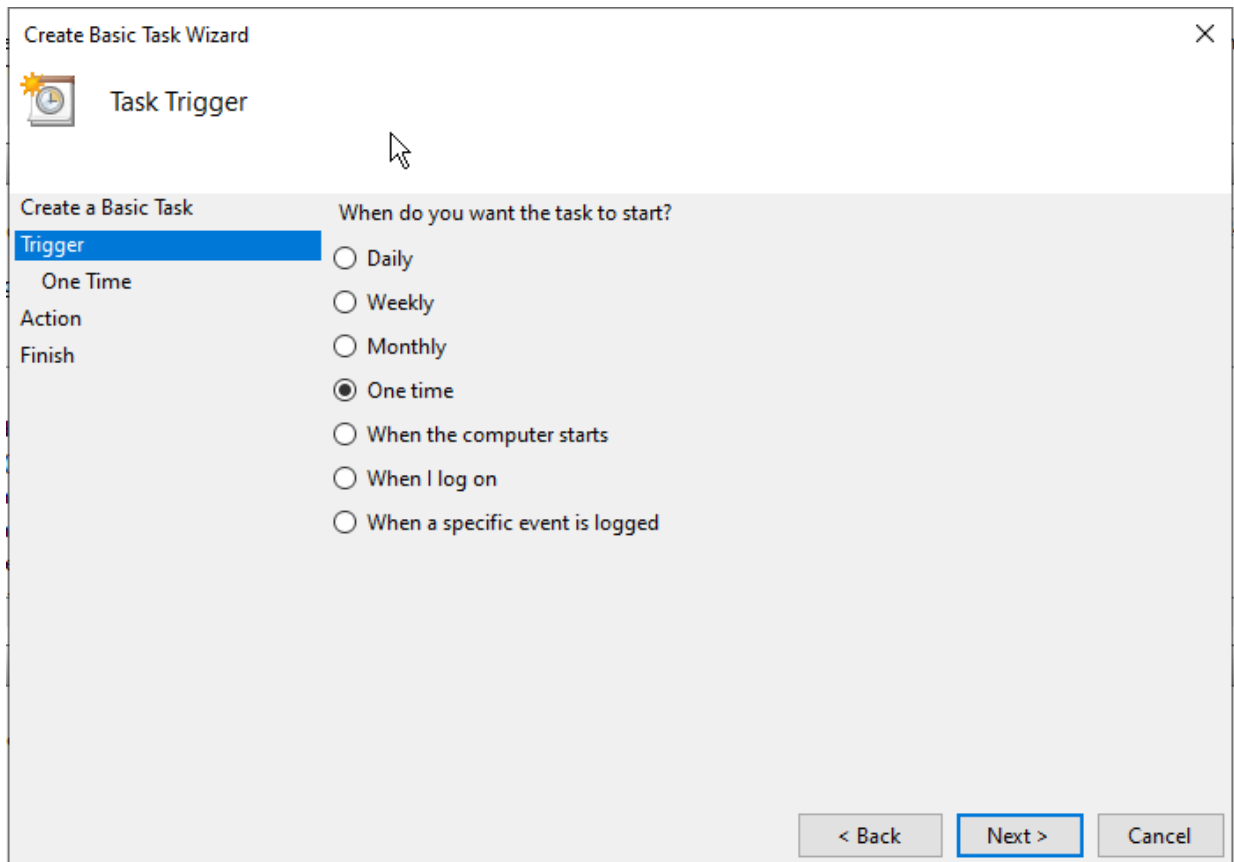 Create Basic Task Wizard
Task Trigger
Create a Basic Task
Trigger
One Time
Action
Finish
When do you want the task to start?
Daily
Weekly
Monthly
One time
When the computer starts
When I log on
When a specific event is logged
< Back
Next >
Cancel